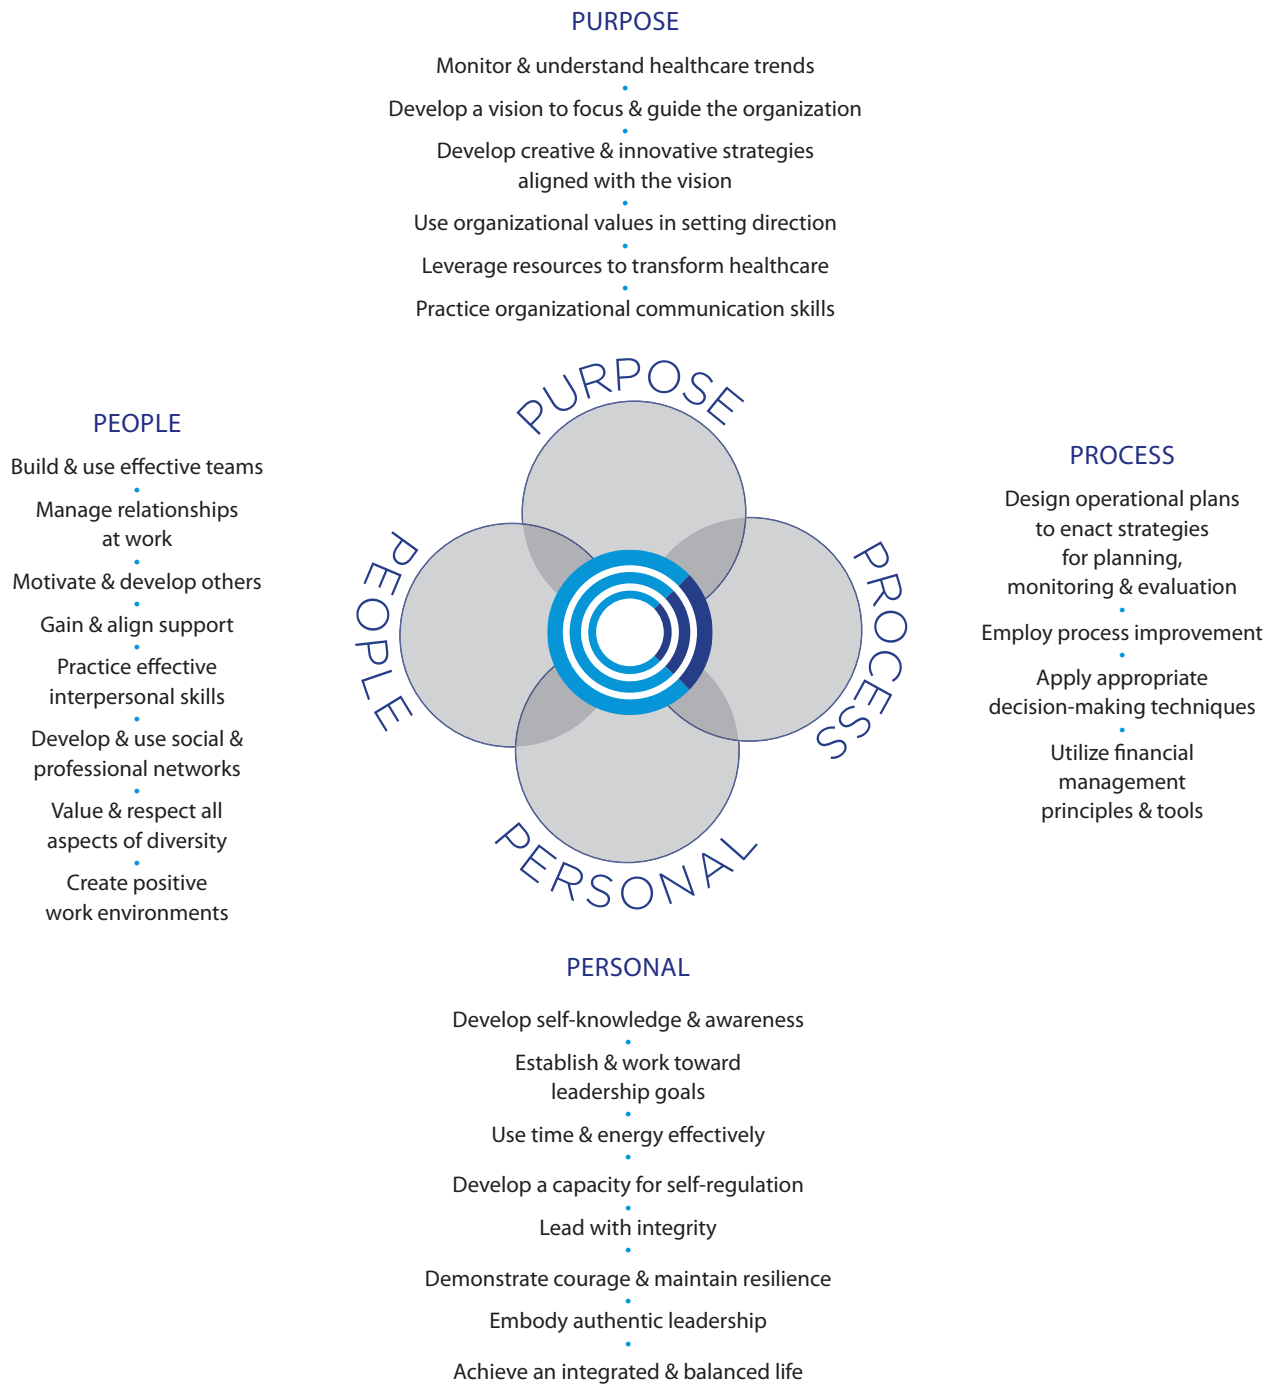 PURPOSE
Monitor & understand healthcare trends
Develop a vision to focus & guide the organization
Develop creative & innovative strategies
aligned with the vision
Use organizational values in setting direction
Leverage resources to transform healthcare
Practice organizational communication skills
PEOPLE
Build & use effective teams
Manage relationships
at work
Motivate & develop others
Gain & align support
Practice effective
interpersonal skills
Develop & use social &
professional networks
Value & respect all
aspects of diversity
Create positive
work environments
PURPOSE
PEOPLE
PROCESS
PERSONAL
PROCESS
Design operational plans
to enact strategies
for planning,
monitoring & evaluation
Employ process improvement
Apply appropriate
decision-making techniques
Utilize financial
management
principles & tools
PERSONAL
Develop self-knowledge & awareness
Establish & work toward
leadership goals
Use time & energy effectively
Develop a capacity for self-regulation
Lead with integrity
Demonstrate courage & maintain resilience
Embody authentic leadership
Achieve an integrated & balanced life